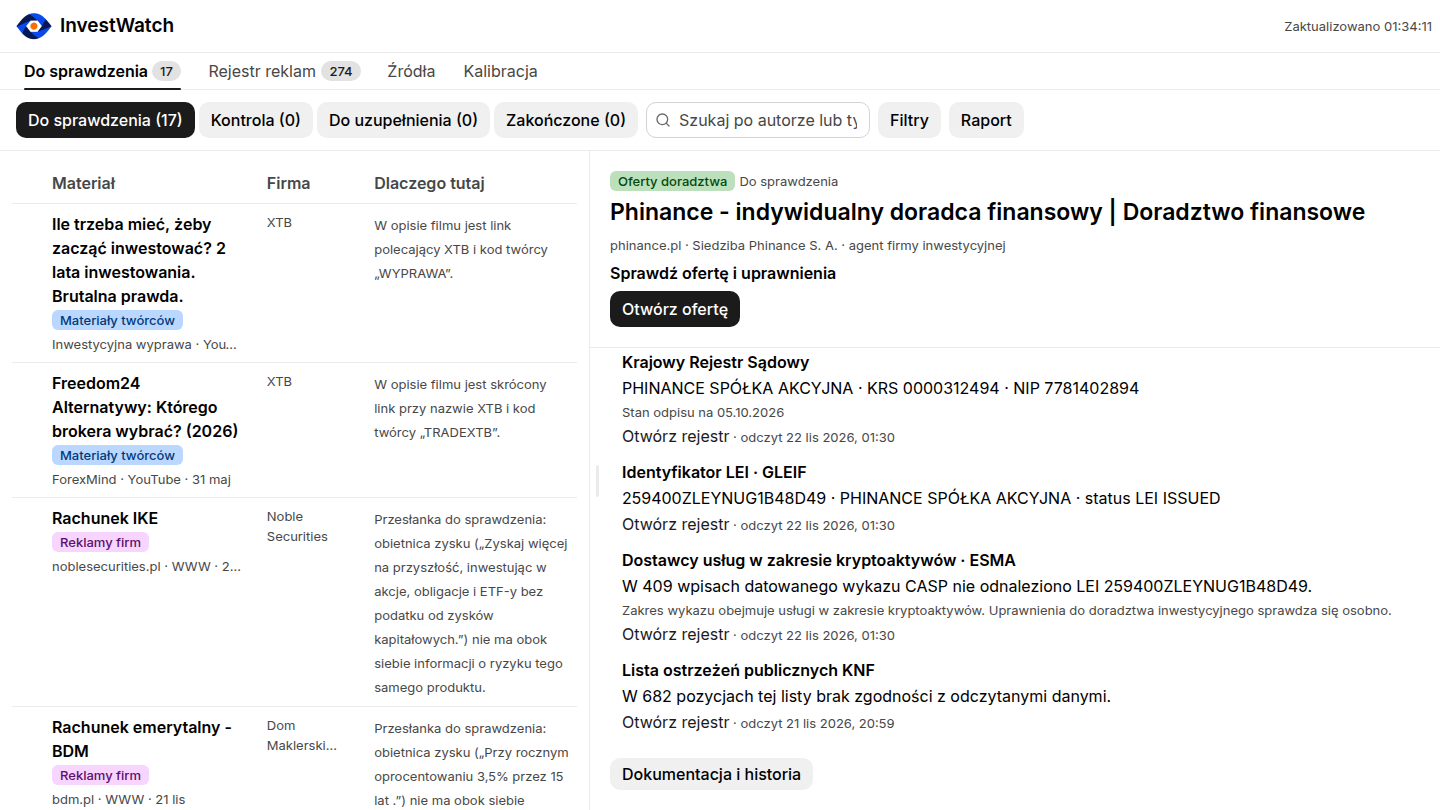 InvestWatch
Zaktualizowano 01:34:11
Do sprawdzenia 17
Rejestr reklam 274
Źródła
Kalibracja
Do sprawdzenia (17)
Kontrola (0)
Do uzupełnienia (0)
Zakończone (0)
Szukaj po autorze lub ty
Filtry
Raport
Materiał
Firma
Dlaczego tutaj
Ile trzeba mieć, żeby
zacząć inwestować? 2
lata inwestowania.
Brutalna prawda.
Materiały twórców
Inwestycyjna wyprawa · You...
XTB
W opisie filmu jest link
polecający XTB i kod twórcy
„WYPRAWA”.
Freedom24
Alternatywy: Którego
brokera wybrać? (2026)
Materiały twórców
ForexMind · YouTube · 31 maj
XTB
W opisie filmu jest skrócony
link przy nazwie XTB i kod
twórcy „TRADEXTB”.
Rachunek IKE
Reklamy firm
noblesecurities.pl · WWW · 2...
Noble
Securities
Przesłanka do sprawdzenia:
obietnica zysku („Zyskaj więcej
na przyszłość, inwestując w
akcje, obligacje i ETF-y bez
podatku od zysków
kapitałowych.”) nie ma obok
siebie informacji o ryzyku tego
samego produktu.
Rachunek emerytalny -
BDM
Reklamy firm
bdm.pl · WWW · 21 lis
Dom
Maklerski...
Przesłanka do sprawdzenia:
obietnica zysku („Przy rocznym
oprocentowaniu 3,5% przez 15
lat .”) nie ma obok siebie
Oferty doradztwa Do sprawdzenia
Phinance - indywidualny doradca finansowy | Doradztwo finansowe
phinance.pl · Siedziba Phinance S. A. · agent firmy inwestycyjnej
Sprawdź ofertę i uprawnienia
Otwórz ofertę
Krajowy Rejestr Sądowy
PHINANCE SPÓŁKA AKCYJNA · KRS 0000312494 · NIP 7781402894
Stan odpisu na 05.10.2026
Otwórz rejestr · odczyt 22 lis 2026, 01:30
Identyfikator LEI · GLEIF
259400ZLEYNUG1B48D49 · PHINANCE SPÓŁKA AKCYJNA · status LEI ISSUED
Otwórz rejestr · odczyt 22 lis 2026, 01:30
Dostawcy usług w zakresie kryptoaktywów · ESMA
W 409 wpisach datowanego wykazu CASP nie odnaleziono LEI 259400ZLEYNUG1B48D49.
Zakres wykazu obejmuje usługi w zakresie kryptoaktywów. Uprawnienia do doradztwa inwestycyjnego sprawdza się osobno.
Otwórz rejestr · odczyt 22 lis 2026, 01:30
Lista ostrzeżeń publicznych KNF
W 682 pozycjach tej listy brak zgodności z odczytanymi danymi.
Otwórz rejestr · odczyt 21 lis 2026, 20:59
Dokumentacja i historia